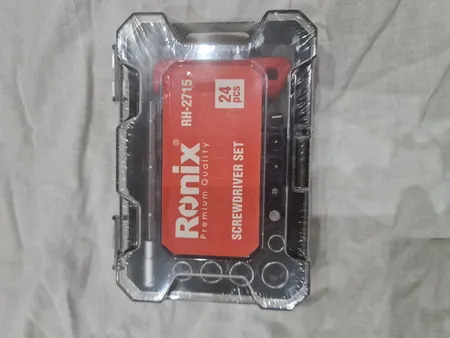 Ronix®
Premium Quality
RH-2715
SCREWDRIVER SET
24
pcs